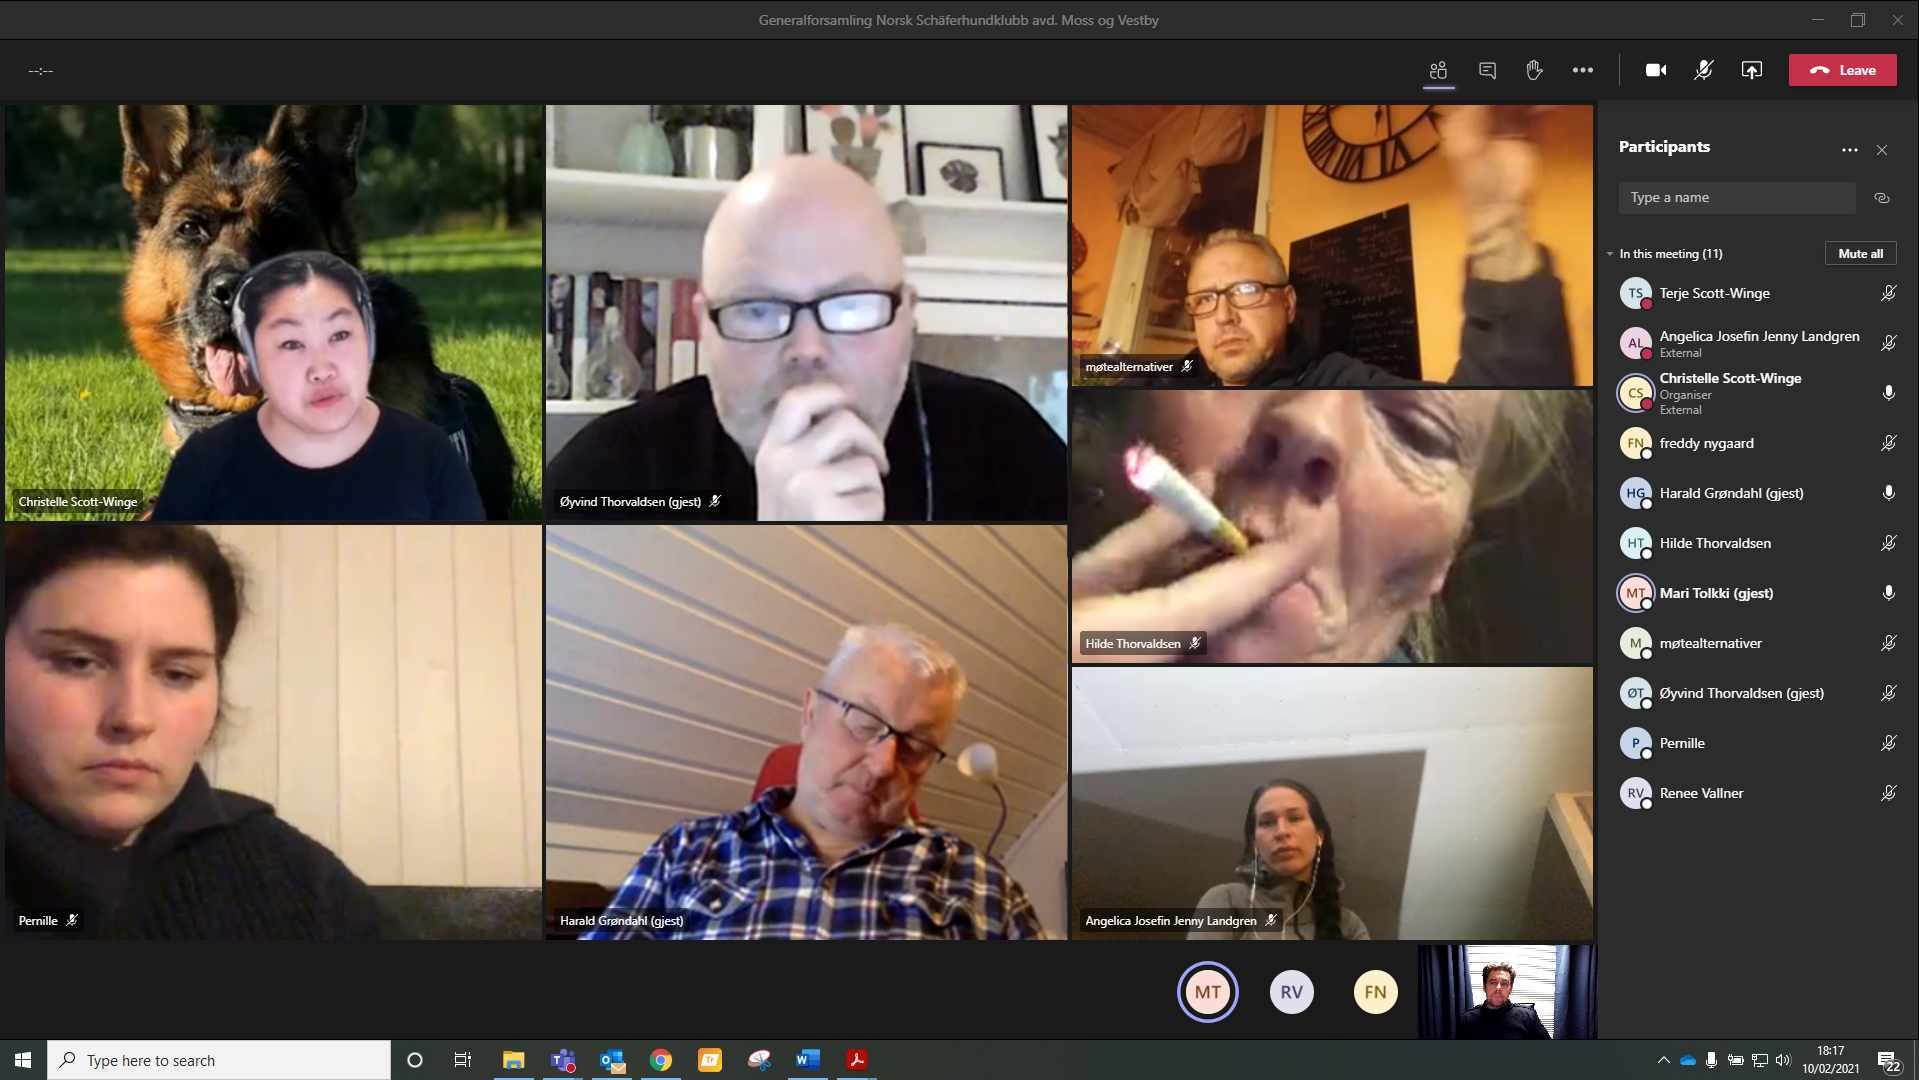 Generalforsamling Norsk Schäferhundklubb avd. Moss og Vestby
--:--
Leave
Christelle Scott-Winge
Øyvind Thorvaldsen (gjest)
møtealternativer
Hilde Thorvaldsen
Pernille
Harald Grøndahl (gjest)
Angelica Josefin Jenny Landgren
MT
RV
FN
Participants
Type a name
In this meeting (11)
Mute all
TS
Terje Scott-Winge
AL
Angelica Josefin Jenny Landgren
External
CS
Christelle Scott-Winge
Organiser
External
FN
freddy nygaard
HG
Harald Grøndahl (gjest)
HT
Hilde Thorvaldsen
MT
Mari Tolkki (gjest)
M
møtealternativer
ØT
Øyvind Thorvaldsen (gjest)
P
Pernille
RV
Renee Vallner
Type here to search
Tr
18:17
10/02/2021
22